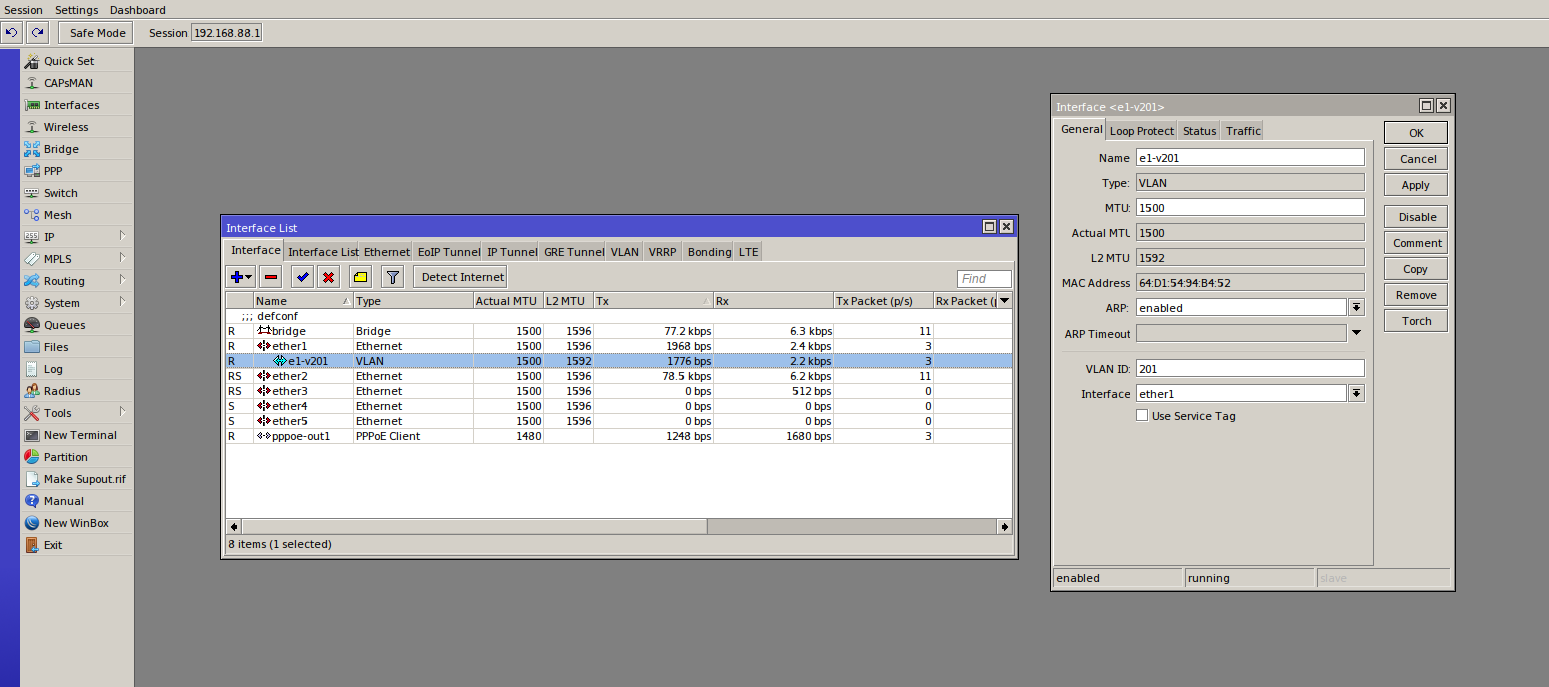 Session Settings Dashboard
Safe Mode Session 192.168.88.1
Quick Set
CAPsMAN
Interfaces
Wireless
Bridge
PPP
Switch
Mesh
IP
MPLS
Routing
System
Queues
Files
Log
Radius
Tools
New Terminal
Partition
Make Supout.rif
Manual
New WinBox
Exit
Interface List
Interface Interface List Ethernet EoIP Tunnel IP Tunnel GRE Tunnel VLAN VRRP Bonding LTE
Detect Internet Find
Name Type Actual MTU L2 MTU Tx Rx Tx Packet (p/s) Rx Packet (
;;; defconf
R bridge Bridge 1500 1596 77.2 kbps 6.3 kbps 11
R ether1 Ethernet 1500 1596 1968 bps 2.4 kbps 3
R e1-v201 VLAN 1500 1592 1776 bps 2.2 kbps 3
RS ether2 Ethernet 1500 1596 78.5 kbps 6.2 kbps 11
RS ether3 Ethernet 1500 1596 0 bps 512 bps 0
S ether4 Ethernet 1500 1596 0 bps 0 bps 0
S ether5 Ethernet 1500 1596 0 bps 0 bps 0
R pppoe-out1 PPPoE Client 1480 1248 bps 1680 bps 3
8 items (1 selected)
Interface <e1-v201>
General Loop Protect Status Traffic
Name e1-v201
Type: VLAN
MTU: 1500
Actual MTU 1500
L2 MTU 1592
MAC Address 64:D1:54:94:B4:52
ARP: enabled
ARP Timeout
VLAN ID: 201
Interface ether1
Use Service Tag
OK
Cancel
Apply
Disable
Comment
Copy
Remove
Torch
enabled running slave